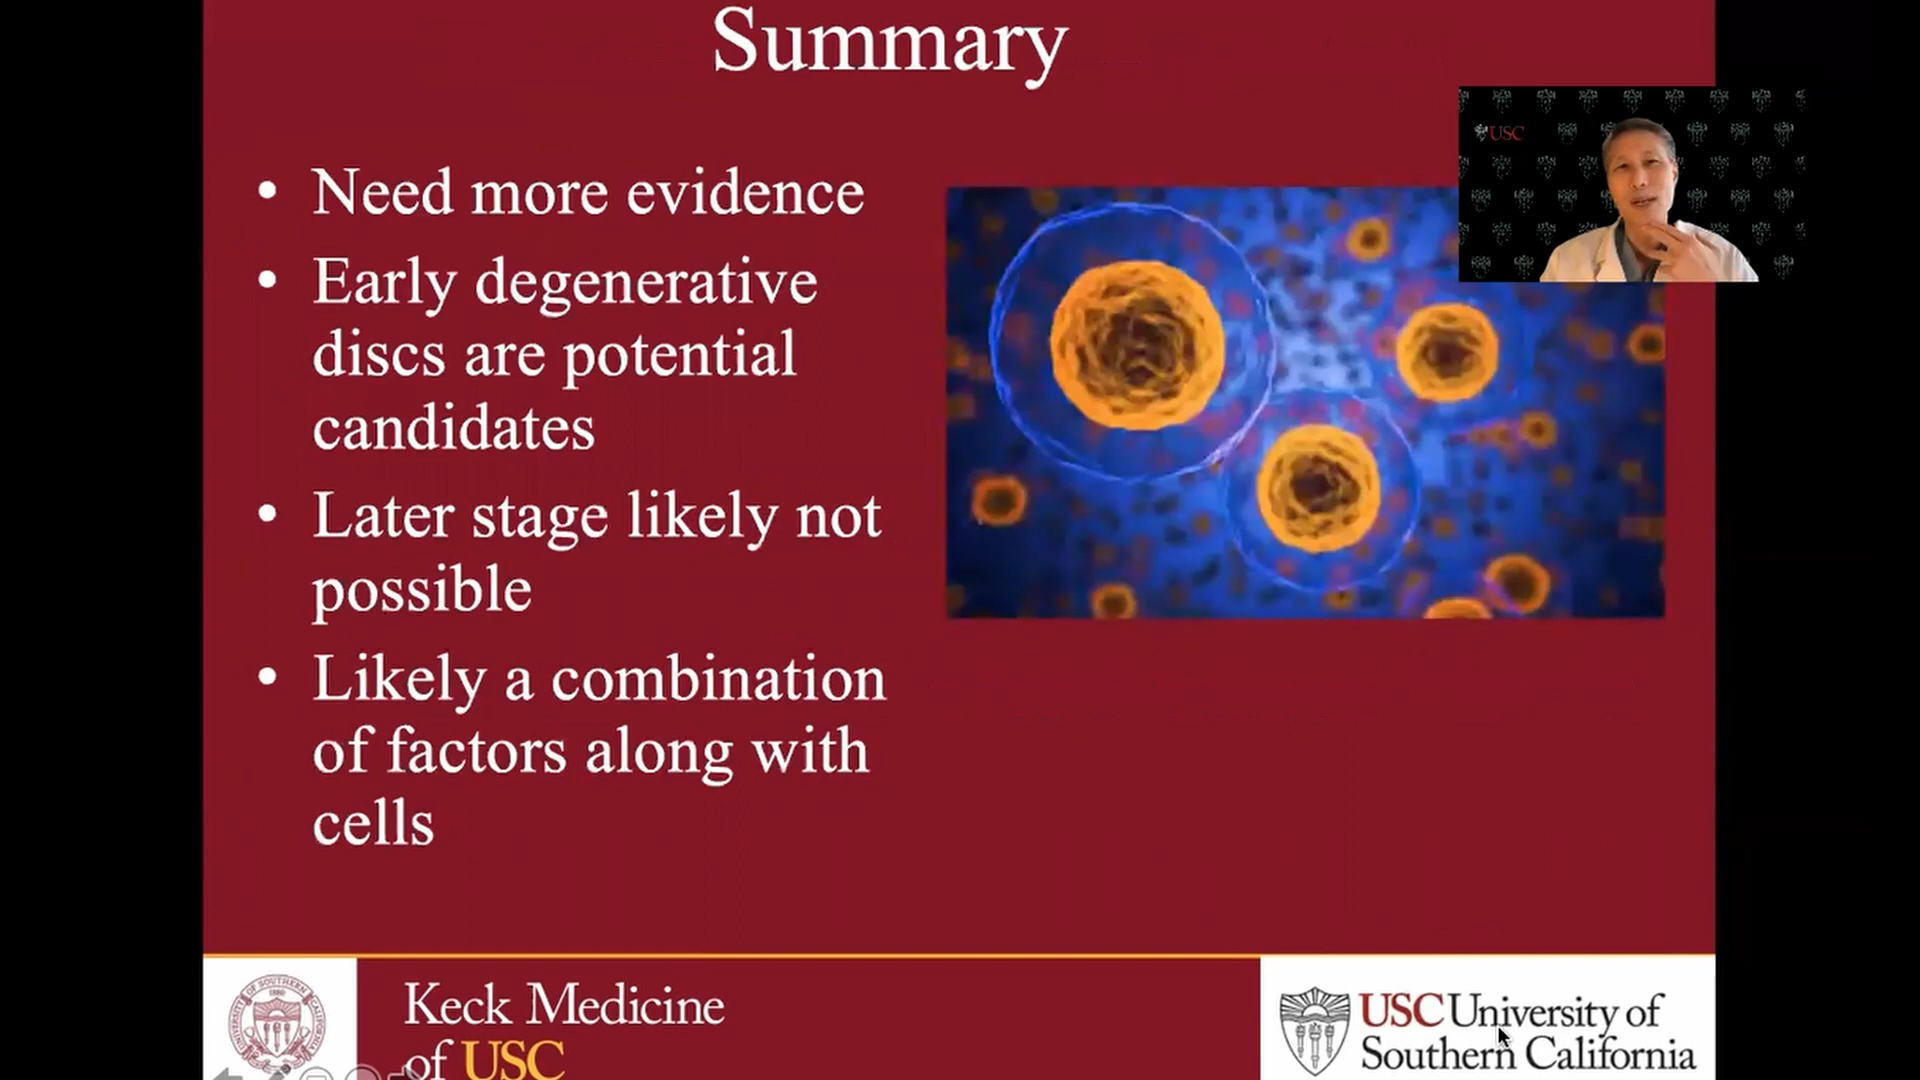 Summary
USC
• Need more evidence
• Early degenerative
discs are potential
candidates
• Later stage likely not
possible
• Likely a combination
of factors along with
cells
Keck Medicine
of USC
USC University of
Southern California